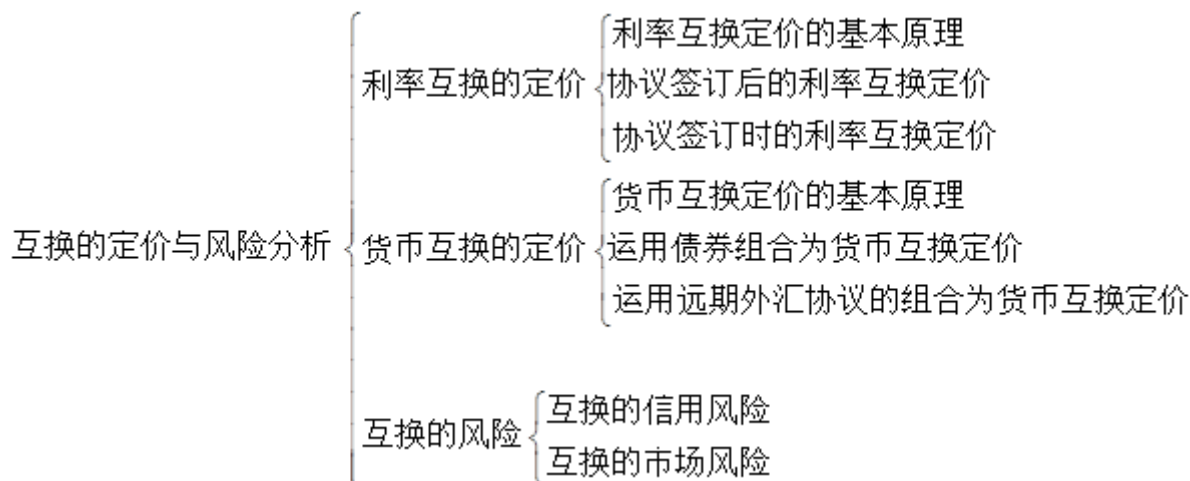 互换的定价与风险分析
利率互换的定价
利率互换定价的基本原理
协议签订后的利率互换定价
协议签订时的利率互换定价
货币互换的定价
货币互换定价的基本原理
运用债券组合为货币互换定价
运用远期外汇协议的组合为货币互换定价
互换的风险
互换的信用风险
互换的市场风险